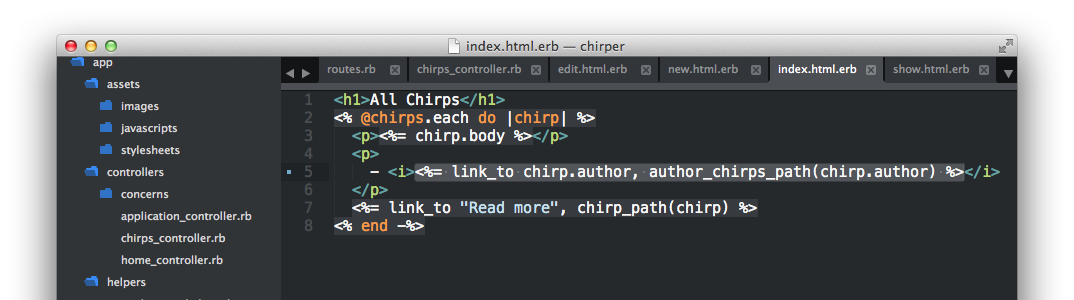 index.html.erb — chirper
app
assets
images
javascripts
stylesheets
controllers
concerns
application_controller.rb
chirps_controller.rb
home_controller.rb
helpers
routes.rb
chirps_controller.rb
edit.html.erb
new.html.erb
index.html.erb
show.html.erb
1 <h1>All Chirps</h1>
2 <% @chirps.each do |chirp| %>
3 <p><%= chirp.body %></p>
4 <p>
5 - <i><%= link_to chirp.author, author_chirps_path(chirp.author) %></i>
6 </p>
7 <%= link_to "Read more", chirp_path(chirp) %>
8 <% end -%>